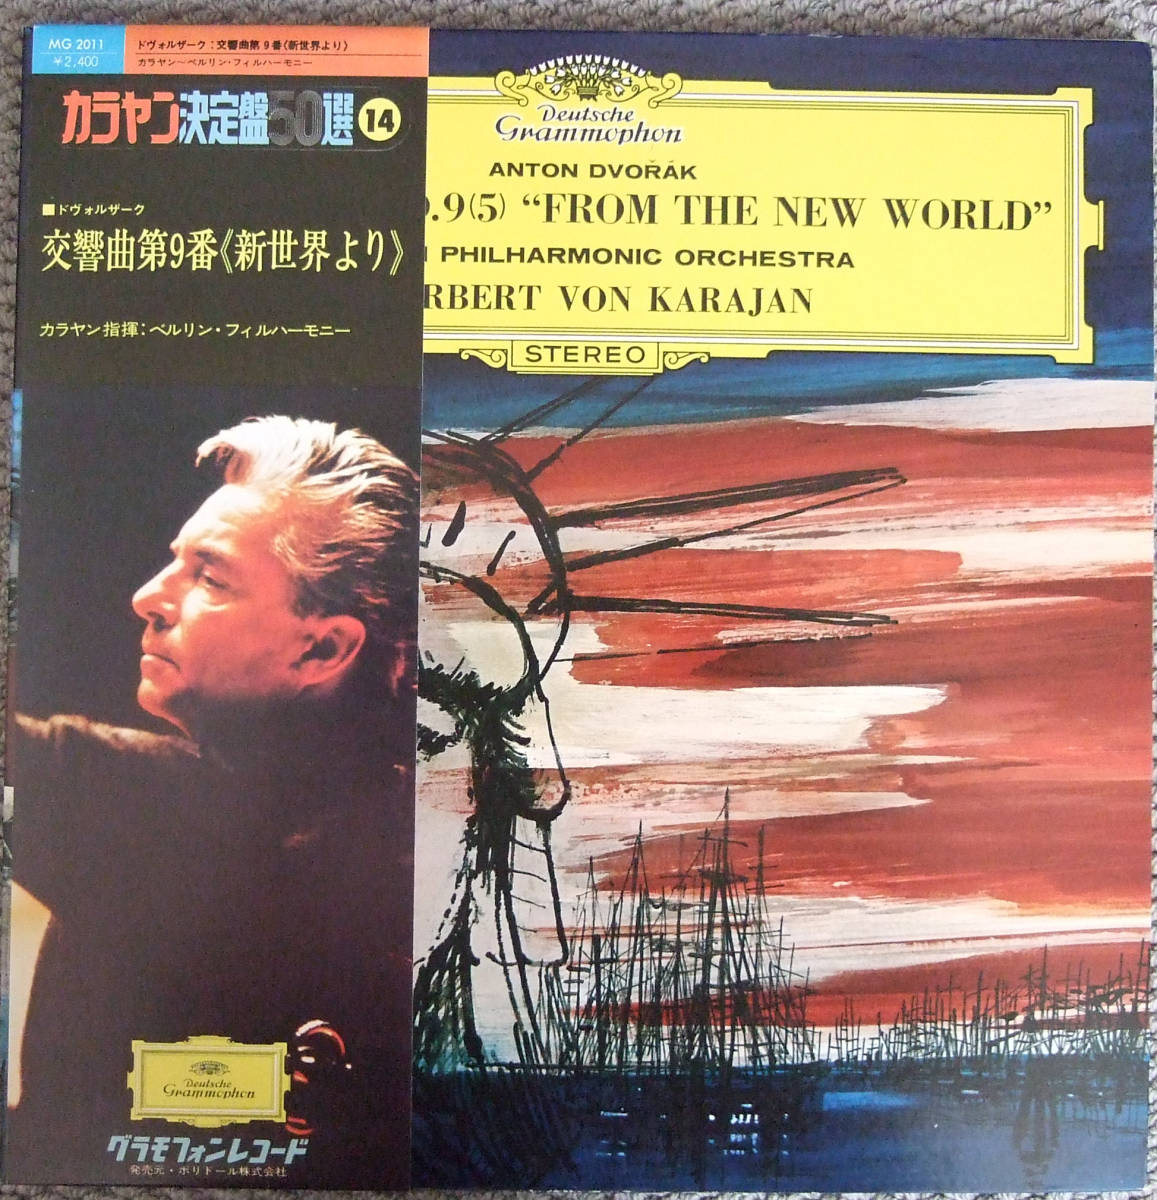 MG 2011
¥2,400
ドヴォルザーク:交響曲第9番《新世界より》
カラヤン〜ベルリン・フィルハーモニー
カラヤン決定盤50選 14
■ドヴォルザーク
交響曲第9番《新世界より》
カラヤン指揮:ベルリン・フィルハーモニー
Deutsche
Grammophon
グラモフォンレコード
発売元・ポリドール株式会社
Deutsche
Grammophon
ANTON DVOŘÁK
.9(5) “FROM THE NEW WORLD”
PHILHARMONIC ORCHESTRA
RBERT VON KARAJAN
STEREO